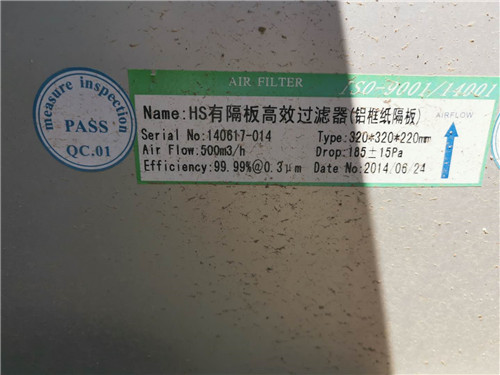 AIR FILTER
ISO-9001/14001
measure inspection
PASS
QC.01
Name:HS有隔板高效过滤器(铝框纸隔板)
AIRFLOW
Serial No:140617-014 Type:320*320*220mm
Air Flow:500m3/h Drop:185±15Pa
Efficiency:99.99%@0.3μm Date No:2014/06/24